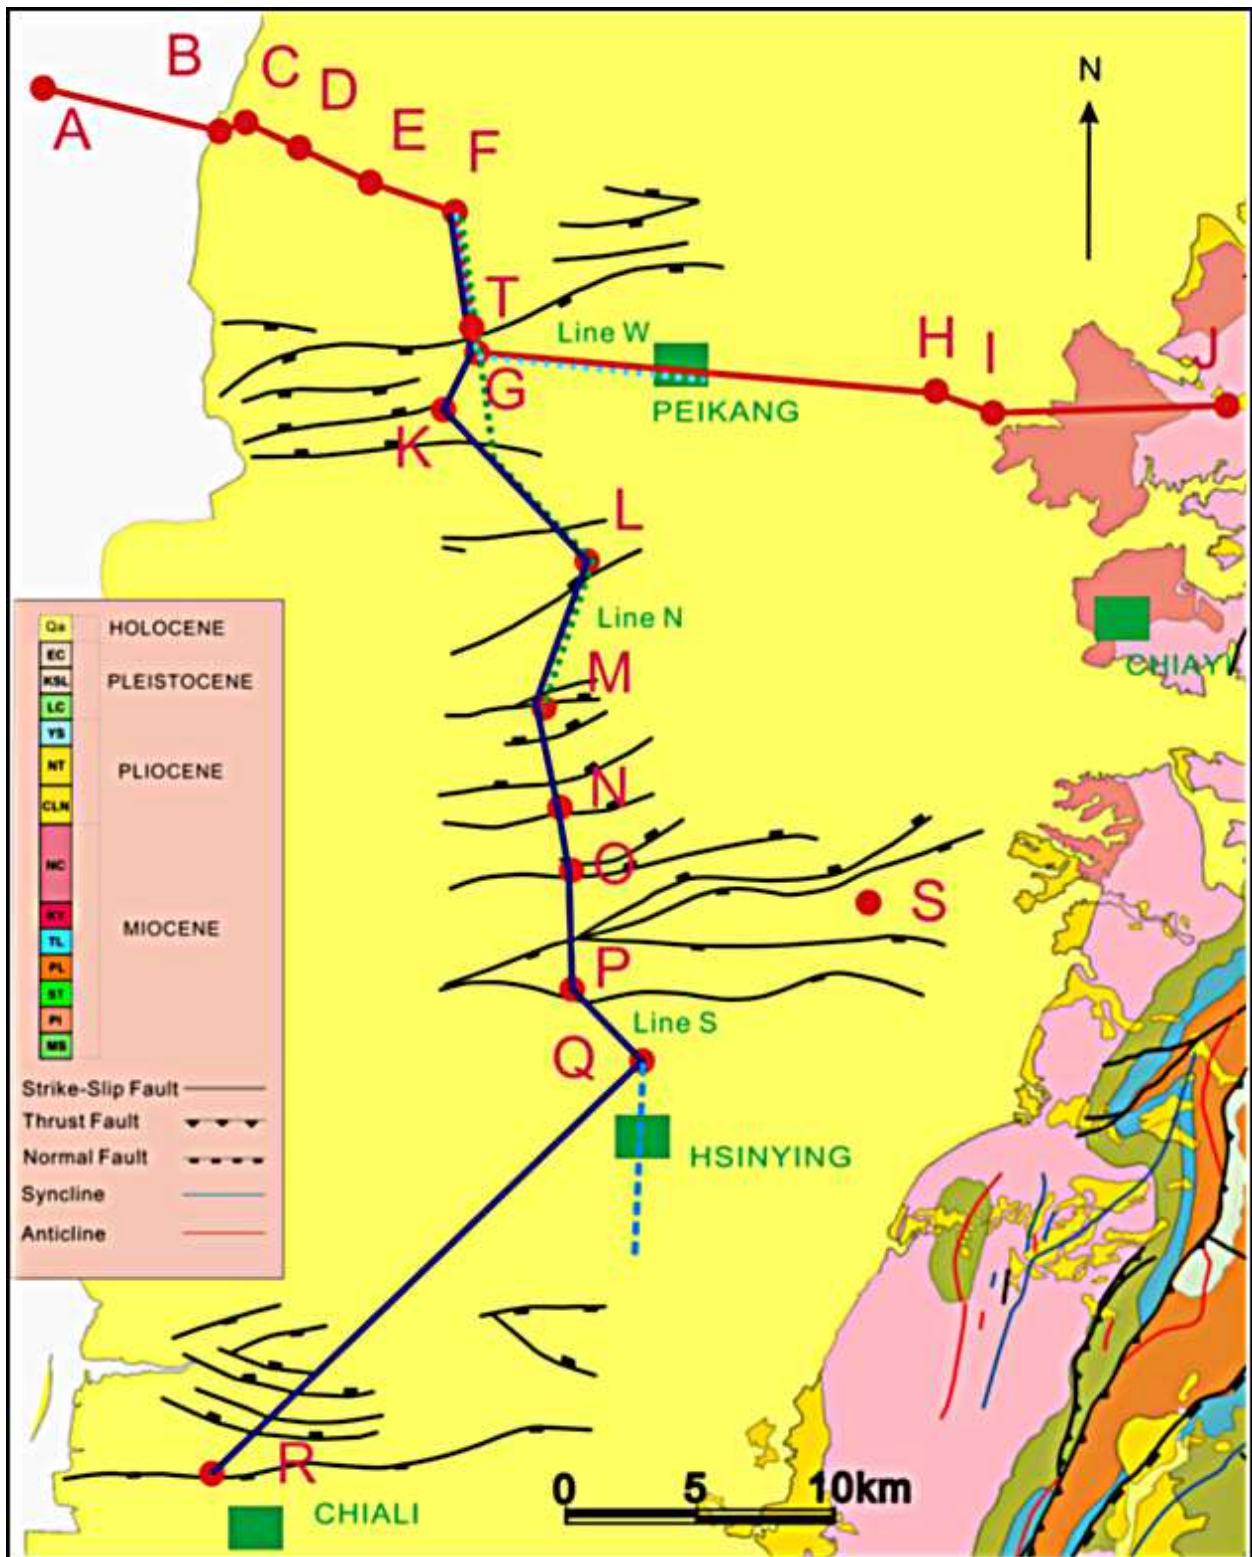 B
C
D
A
E
F
N
T
Line W
H
I
J
G
PEIKANG
K
L
Line N
CHIAYI
M
N
O
S
P
Line S
Q
HSINYING
R
CHIALI
0 5 10km
Qa HOLOCENE
EC
KSL PLEISTOCENE
LC
YS
NT PLIOCENE
CLN
NC
KY
TL MIOCENE
PL
ST
PI
MS
Strike-Slip Fault
Thrust Fault
Normal Fault
Syncline
Anticline